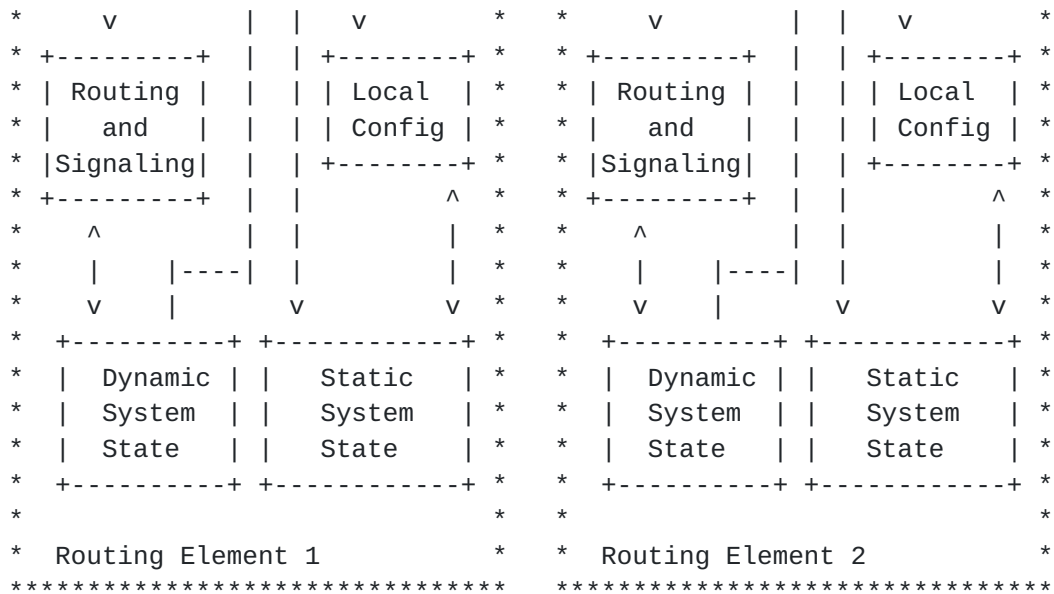 *     v        |  |   v        *   *     v        |  |   v        *
* +---------+  |  | +--------+ *   * +---------+  |  | +--------+ *
* | Routing |  |  | | Local  | *   * | Routing |  |  | | Local  | *
* |   and   |  |  | | Config | *   * |   and   |  |  | | Config | *
* |Signaling|  |  | +--------+ *   * |Signaling|  |  | +--------+ *
* +---------+  |  |         ^  *   * +---------+  |  |         ^  *
*    ^         |  |         |  *   *    ^         |  |         |  *
*    |    |----|  |         |  *   *    |    |----|  |         |  *
*    v    |       v         v  *   *    v    |       v         v  *
*  +----------+ +------------+ *   *  +----------+ +------------+ *
*  |  Dynamic | |   Static   | *   *  |  Dynamic | |   Static   | *
*  |  System  | |   System   | *   *  |  System  | |   System   | *
*  |  State   | |   State    | *   *  |  State   | |   State    | *
*  +----------+ +------------+ *   *  +----------+ +------------+ *
*                              *   *                              *
*  Routing Element 1           *   *  Routing Element 2           *
********************************   ********************************